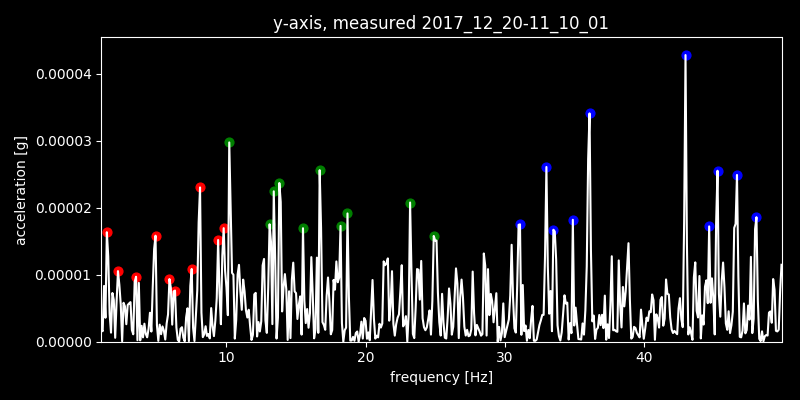 y-axis, measured 2017_12_20-11_10_01
0.00004
0.00003
0.00002
0.00001
0.00000
acceleration [g]
10 20 30 40
frequency [Hz]